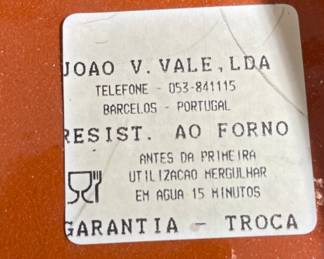 JOAO V. VALE, LDA
TELEFONE - 053-841115
BARCELOS - PORTUGAL
RESIST. AO FORNO
ANTES DA PRIMEIRA
UTILIZACAO MERGULHAR
EM AGUA 15 MINUTOS
GARANTIA - TROCA